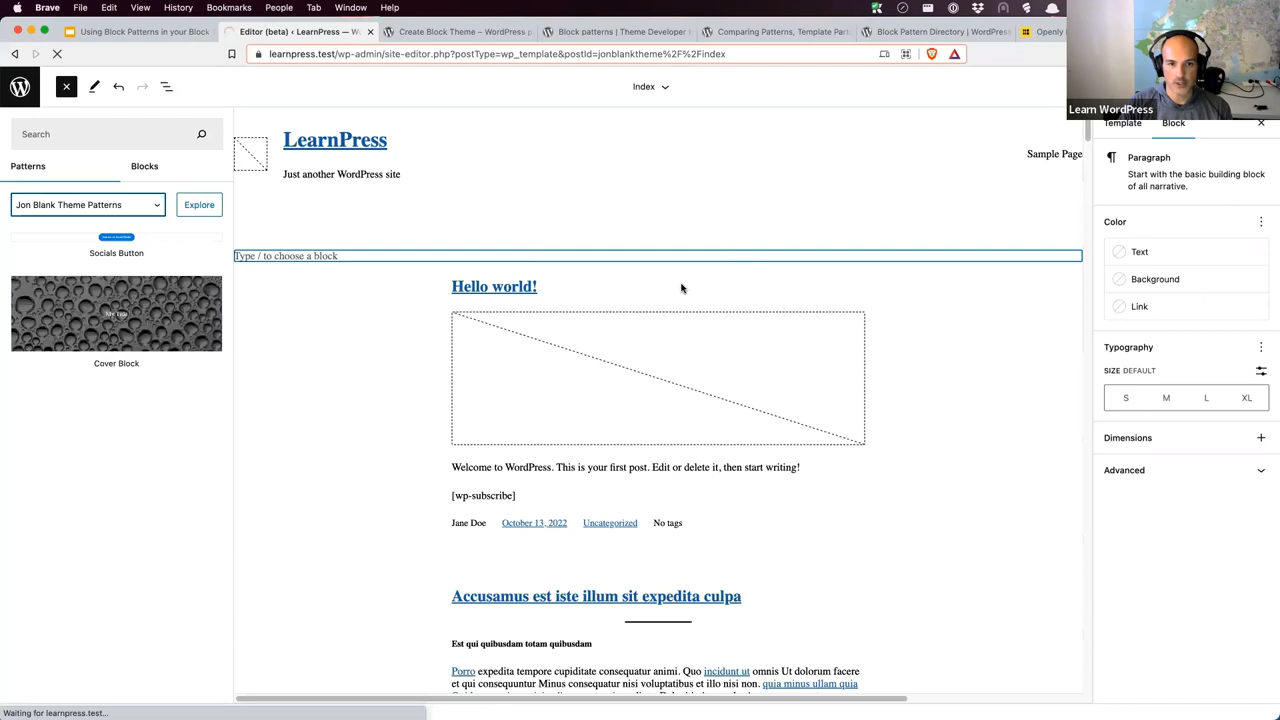 Brave File Edit View History Bookmarks People Tab Window Help
Using Block Patterns in your Block
Editor (beta) ‹ LearnPress — W
Create Block Theme – WordPress p
Block patterns | Theme Developer
Comparing Patterns, Template Part
Block Pattern Directory | WordPress
Openly
learnpress.test/wp-admin/site-editor.php?postType=wp_template&postId=jonblanktheme%2F%2Findex
Learn WordPress
Index
Search
Patterns Blocks
Jon Blank Theme Patterns
Explore
Socials Button
My Title
Cover Block
LearnPress
Just another WordPress site
Sample Page
Type / to choose a block
Hello world!
Welcome to WordPress. This is your first post. Edit or delete it, then start writing!
[wp-subscribe]
Jane Doe October 13, 2022 Uncategorized No tags
Accusamus est iste illum sit expedita culpa
Est qui quibusdam totam quibusdam
Porro expedita tempore cupiditate consequatur animi. Quo incidunt ut omnis Ut dolorum facere
et qui consequuntur Minus consequatur nisi voluptatibus et illo nisi non. quia minus ullam quia
Template Block
Paragraph
Start with the basic building block
of all narrative.
Color
Text
Background
Link
Typography
SIZE DEFAULT
S M L XL
Dimensions
Advanced
Waiting for learnpress.test...